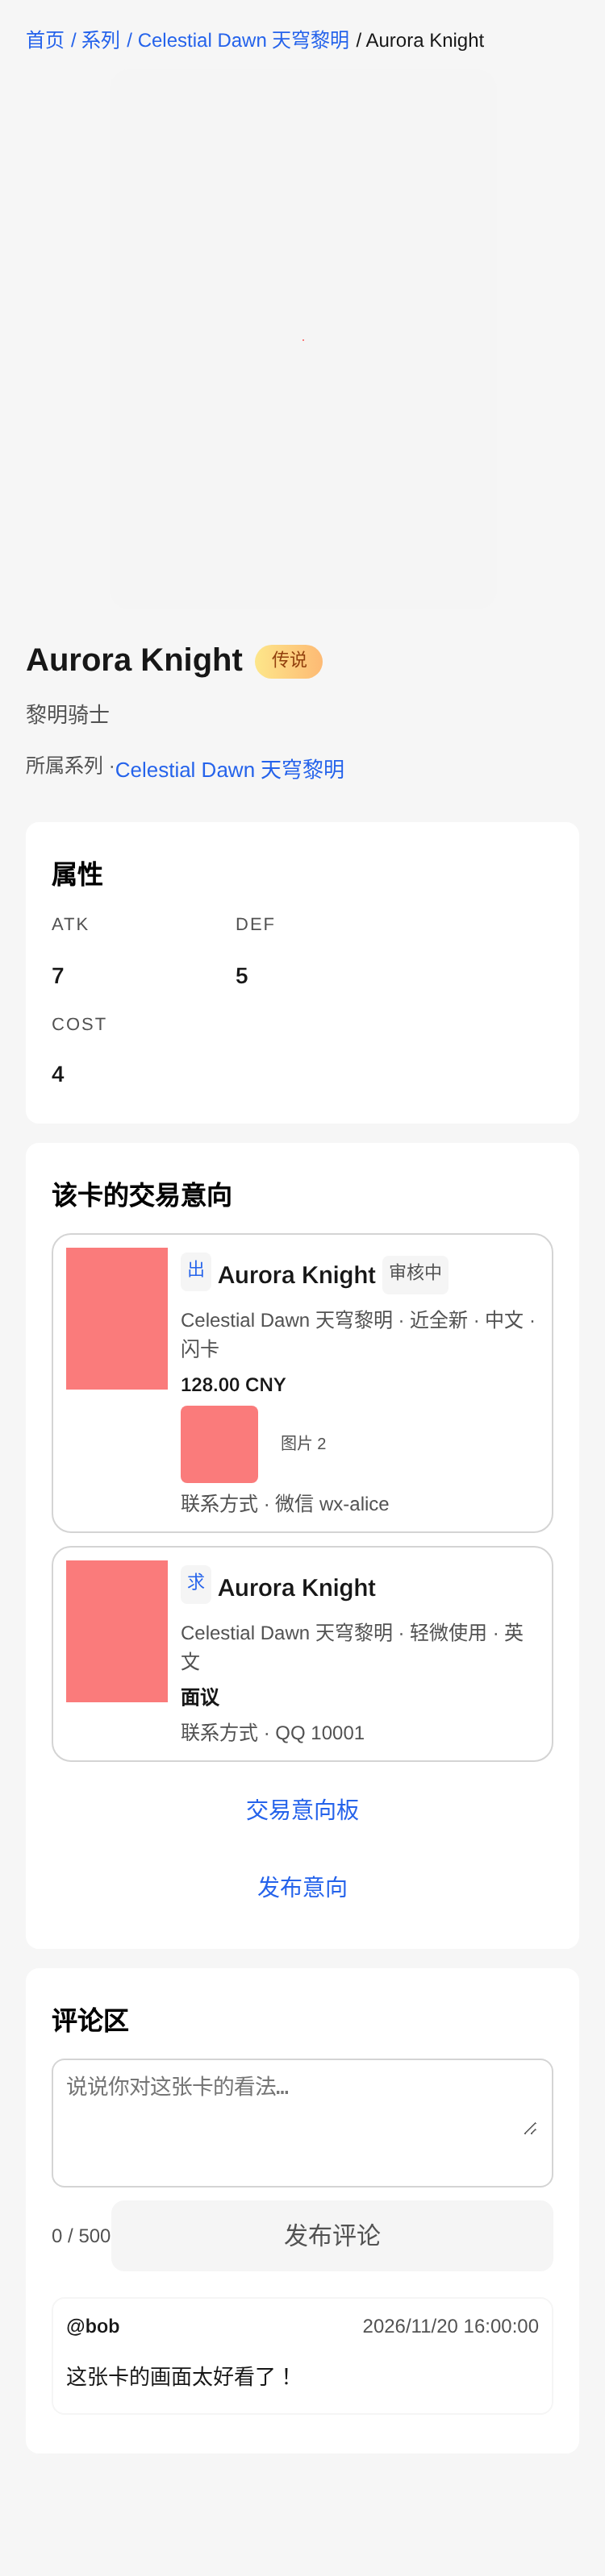 首页 / 系列 / Celestial Dawn 天穹黎明 / Aurora Knight
Aurora Knight 传说
黎明骑士
所属系列 · Celestial Dawn 天穹黎明
属性
ATK DEF
7 5
COST
4
该卡的交易意向
出 Aurora Knight 审核中
Celestial Dawn 天穹黎明 · 近全新 · 中文 ·
闪卡
128.00 CNY
图片 2
联系方式 · 微信 wx-alice
求 Aurora Knight
Celestial Dawn 天穹黎明 · 轻微使用 · 英
文
面议
联系方式 · QQ 10001
交易意向板
发布意向
评论区
说说你对这张卡的看法…
0 / 500 发布评论
@bob 2026/11/20 16:00:00
这张卡的画面太好看了！